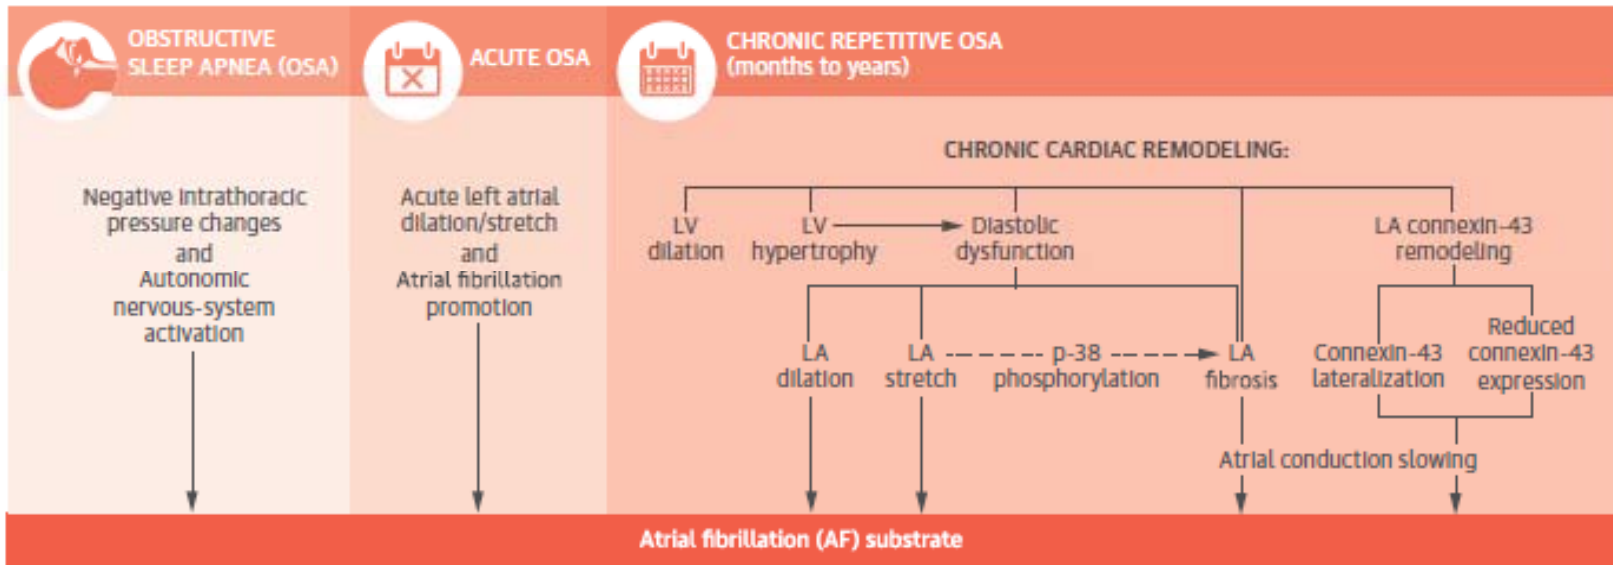 OBSTRUCTIVE
SLEEP APNEA (OSA)
ACUTE OSA
CHRONIC REPETITIVE OSA
(months to years)
Negative intrathoracic
pressure changes
and
Autonomic
nervous-system
activation
Acute left atrial
dilation/stretch
and
Atrial fibrillation
promotion
CHRONIC CARDIAC REMODELING:
LV
dilation
LV
hypertrophy
Diastolic
dysfunction
LA connexin-43
remodeling
LA
dilation
LA
stretch
p-38
phosphorylation
LA
fibrosis
Connexin-43
lateralization
Reduced
connexin-43
expression
Atrial conduction slowing
Atrial fibrillation (AF) substrate